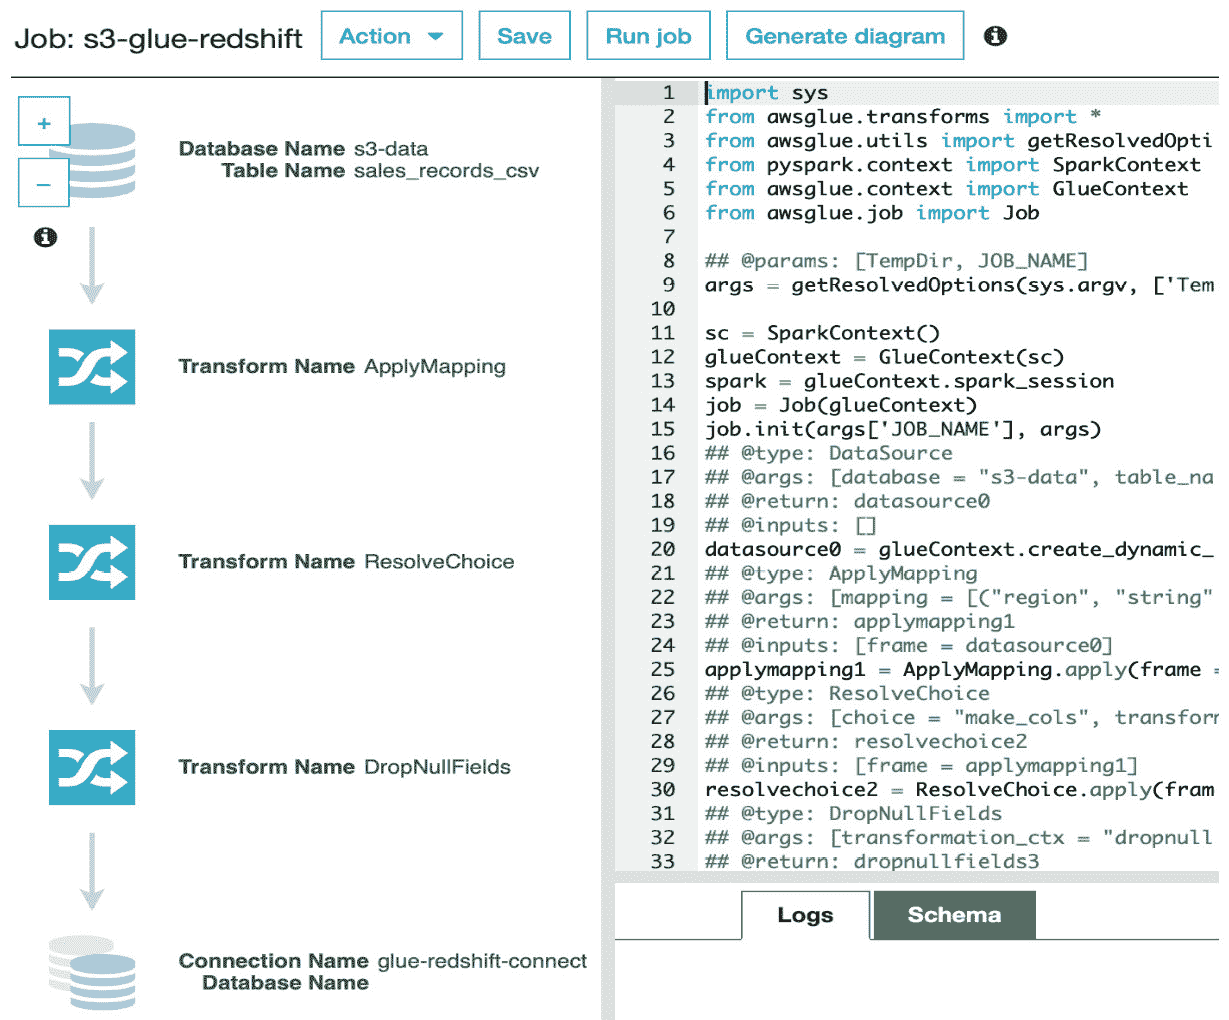 Job: s3-glue-redshift Action Save Run job Generate diagram
Database Name s3-data
Table Name sales_records_csv
Transform Name ApplyMapping
Transform Name ResolveChoice
Transform Name DropNullFields
Connection Name glue-redshift-connect
Database Name
1 import sys
2 from awsglue.transforms import *
3 from awsglue.utils import getResolvedOpti
4 from pyspark.context import SparkContext
5 from awsglue.context import GlueContext
6 from awsglue.job import Job
7
8 ## @params: [TempDir, JOB_NAME]
9 args = getResolvedOptions(sys.argv, ['Tem
10
11 sc = SparkContext()
12 glueContext = GlueContext(sc)
13 spark = glueContext.spark_session
14 job = Job(glueContext)
15 job.init(args['JOB_NAME'], args)
16 ## @type: DataSource
17 ## @args: [database = "s3-data", table_na
18 ## @return: datasource0
19 ## @inputs: []
20 datasource0 = glueContext.create_dynamic_
21 ## @type: ApplyMapping
22 ## @args: [mapping = [("region", "string"
23 ## @return: applymapping1
24 ## @inputs: [frame = datasource0]
25 applymapping1 = ApplyMapping.apply(frame =
26 ## @type: ResolveChoice
27 ## @args: [choice = "make_cols", transform
28 ## @return: resolvechoice2
29 ## @inputs: [frame = applymapping1]
30 resolvechoice2 = ResolveChoice.apply(fram
31 ## @type: DropNullFields
32 ## @args: [transformation_ctx = "dropnull
33 ## @return: dropnullfields3
Logs Schema